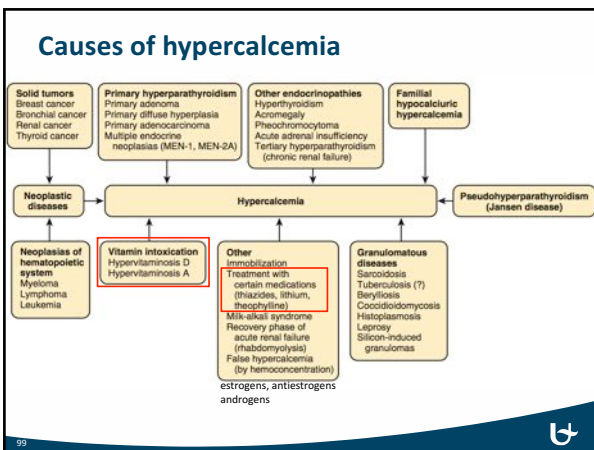 Causes of hypercalcemia
Solid tumors
Breast cancer
Bronchial cancer
Renal cancer
Thyroid cancer
Primary hyperparathyroidism
Primary adenoma
Primary diffuse hyperplasia
Primary adenocarcinoma
Multiple endocrine
neoplasias (MEN-1, MEN-2A)
Other endocrinopathies
Hyperthyroidism
Acromegaly
Pheochromocytoma
Acute adrenal insufficiency
Tertiary hyperparathyroidism
(chronic renal failure)
Familial
hypocalciuric
hypercalcemia
Neoplastic
diseases
Hypercalcemia
Pseudohyperparathyroidism
(Jansen disease)
Neoplasias of
hematopoietic
system
Myeloma
Lymphoma
Leukemia
Vitamin intoxication
Hypervitaminosis D
Hypervitaminosis A
Other
Immobilization
Treatment with
certain medications
(thiazides, lithium,
theophylline)
Milk-alkali syndrome
Recovery phase of
acute renal failure
(rhabdomyolysis)
False hypercalcemia
(by hemoconcentration)
estrogens, antiestrogens
androgens
Granulomatous
diseases
Sarcoidosis
Tuberculosis (?)
Berylliosis
Coccidioidomycosis
Histoplasmosis
Leprosy
Silicon-induced
granulomas
99